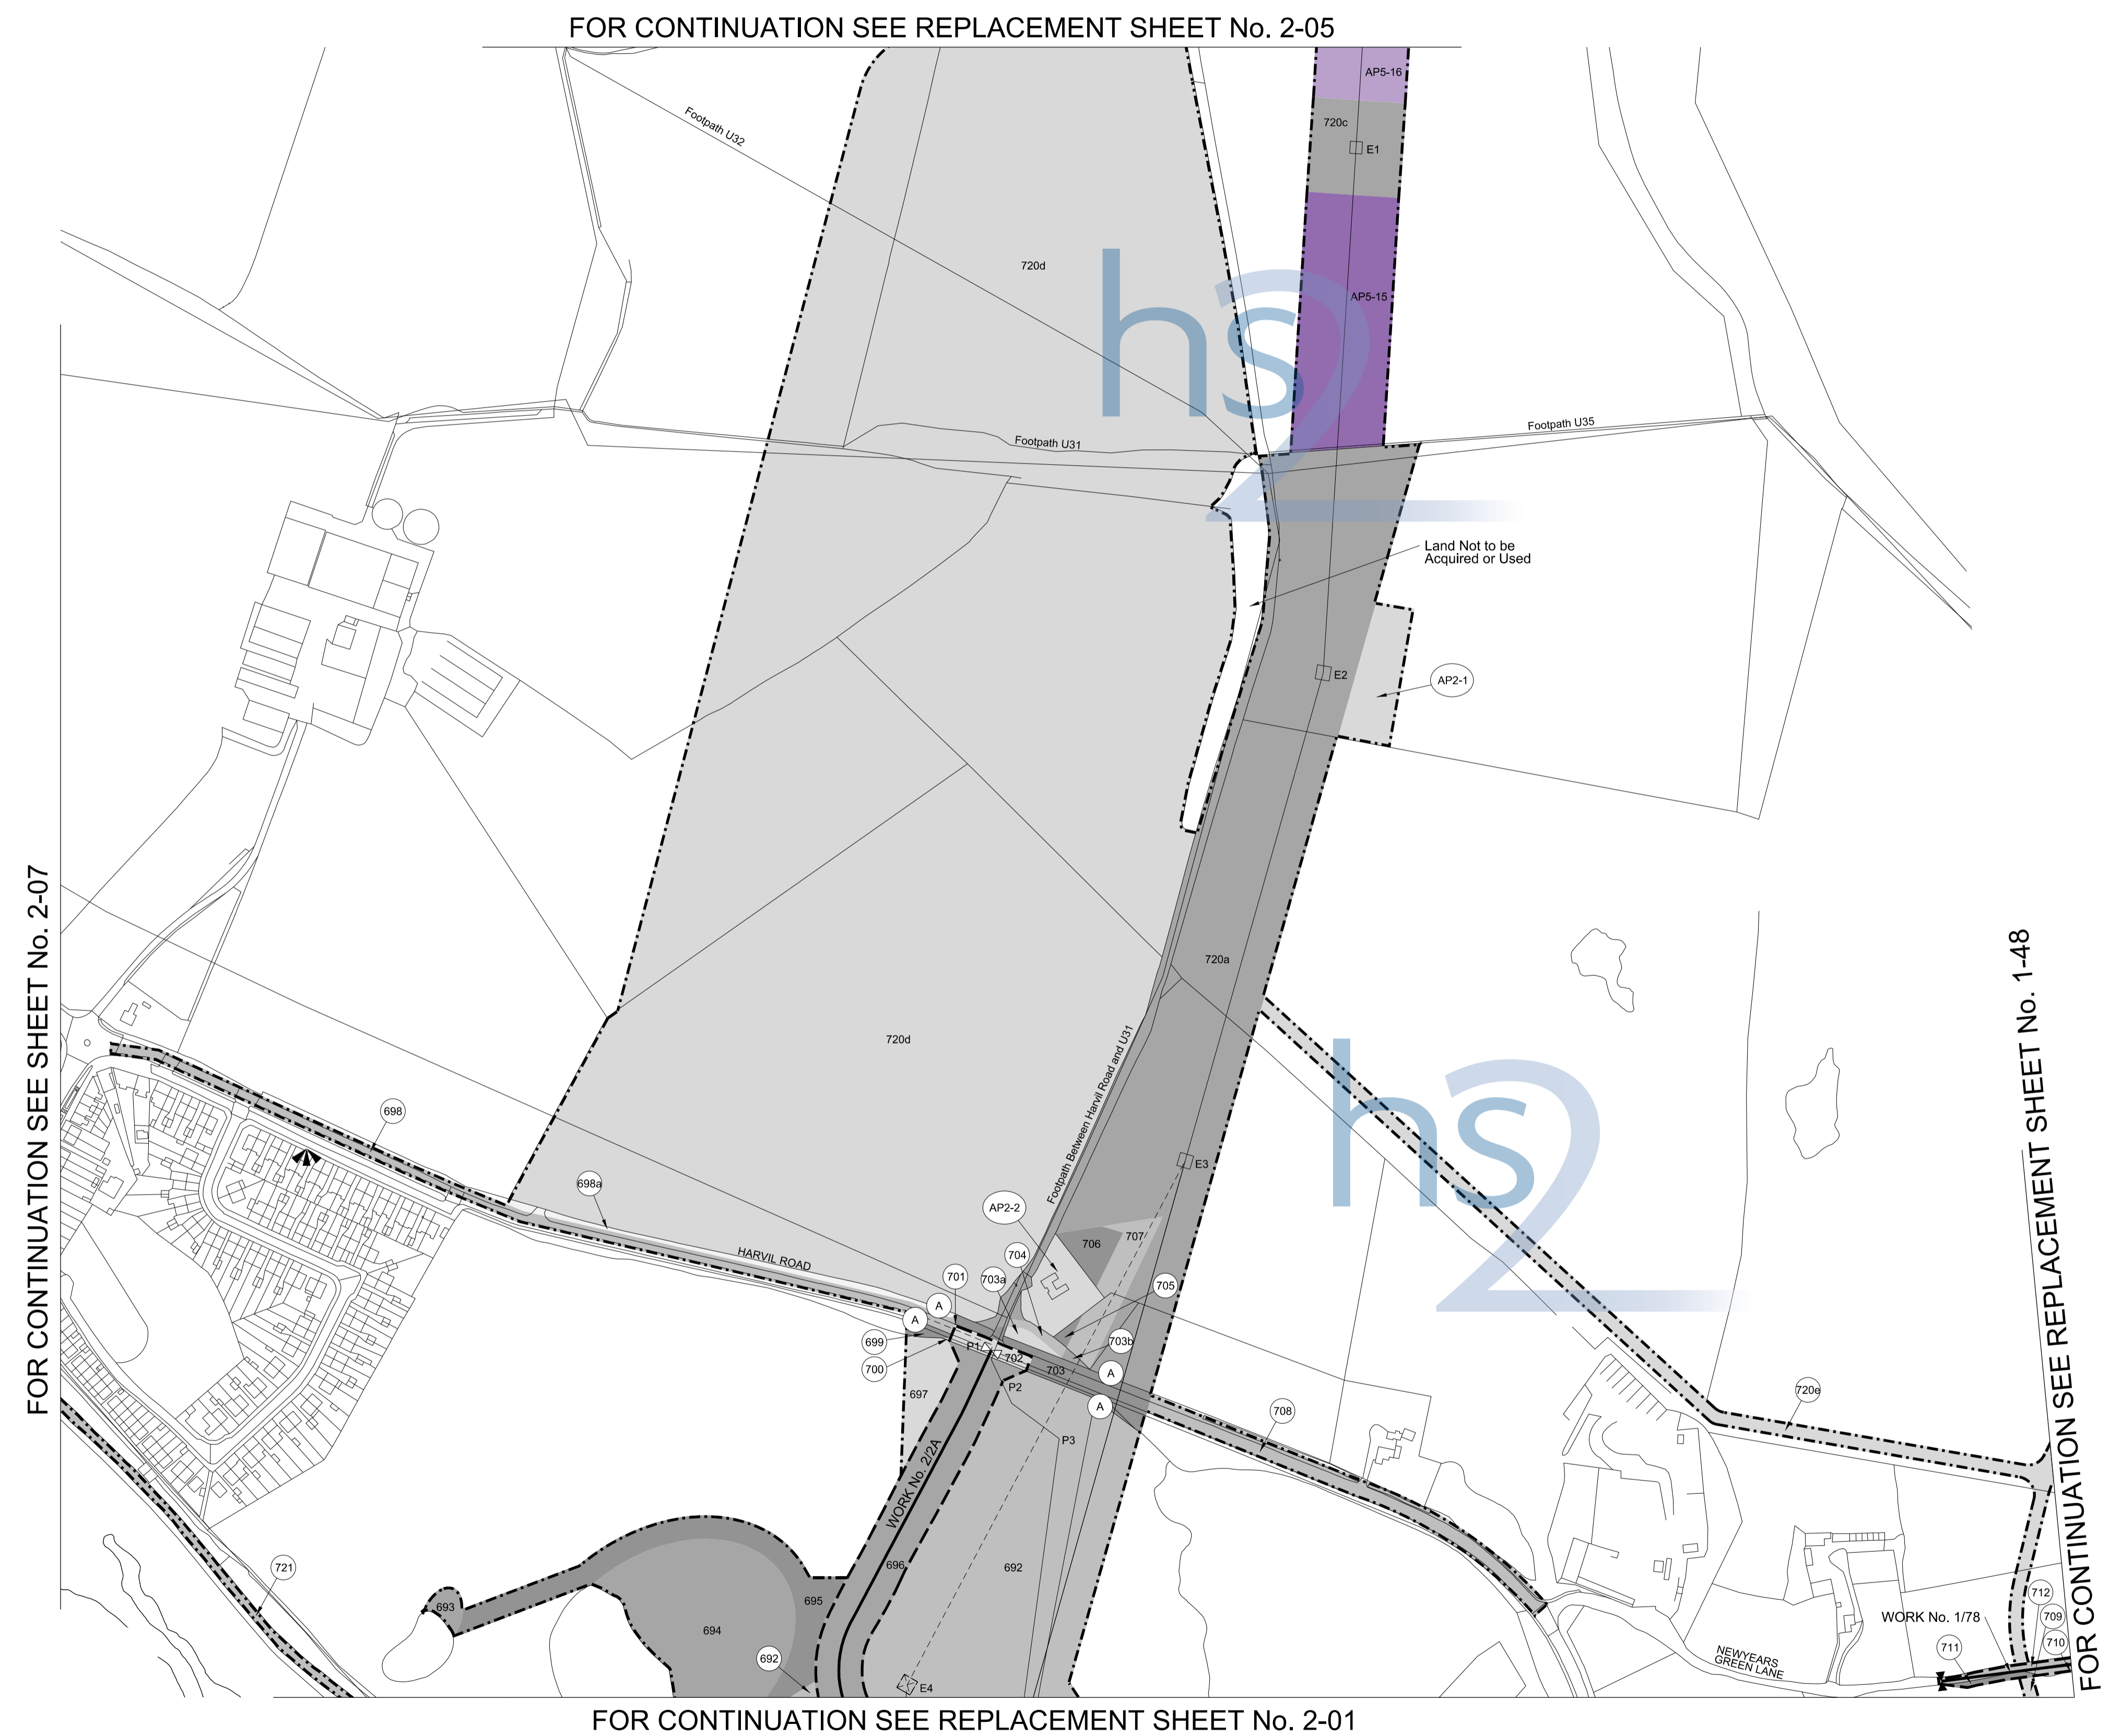 FOR CONTINUATION SEE REPLACEMENT SHEET No. 2-05
AP5-16
720c
E1
Footpath U32
720d
AP5-15
hs2
Footpath U31
Footpath U35
Land Not to be
Acquired or Used
E2
AP2-1
FOR CONTINUATION SEE SHEET No. 2-07
FOR CONTINUATION SEE REPLACEMENT SHEET No. 1-48
720a
720d
Footpath Between Harvil Road and U31
hs2
698
E3
698a
AP2-2
706
707
HARVIL ROAD
704
701
703a
705
A
A
699
703b
P1
702
700
703
A
P2
697
A
720e
708
P3
WORK No. 2/2A
696
692
721
693
695
694
712
WORK No. 1/78
709
710
711
692
NEWYEARS
GREEN LANE
E4
FOR CONTINUATION SEE REPLACEMENT SHEET No. 2-01